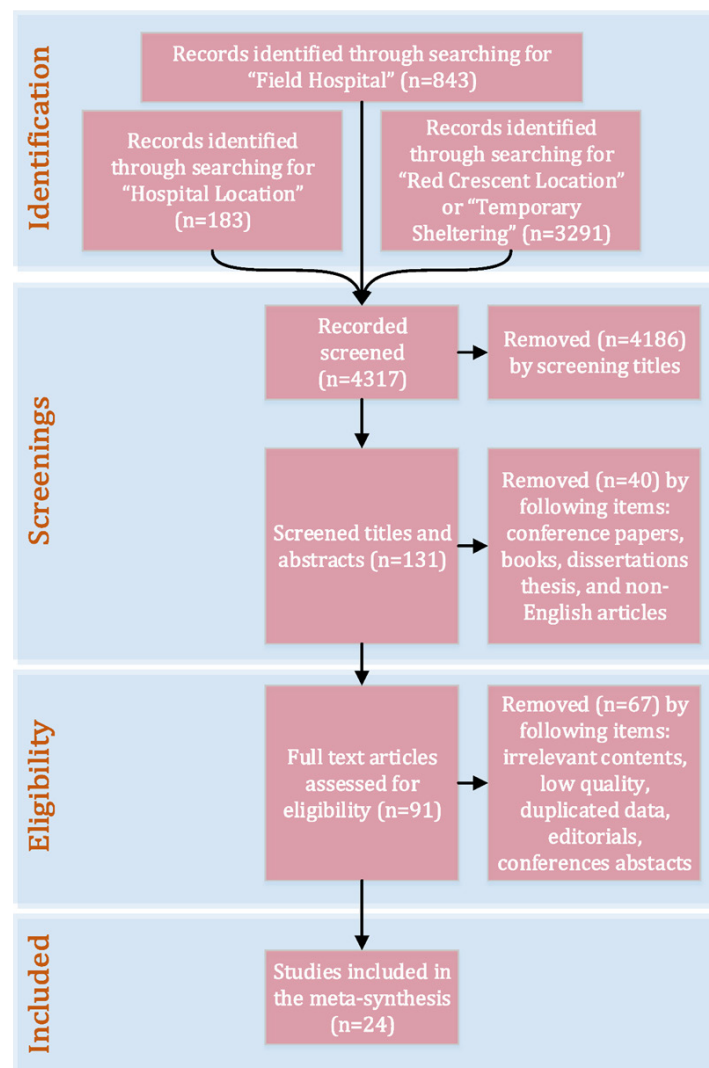 Identification
Records identified through searching for
“Field Hospital” (n=843)
Records identified
through searching for
“Hospital Location”
(n=183)
Records identified
through searching for
“Red Crescent Location”
or “Temporary
Sheltering” (n=3291)
Screenings
Recorded
screened
(n=4317)
Removed (n=4186)
by screening titles
Screened titles and
abstracts (n=131)
Removed (n=40) by
following items:
conference papers,
books, dissertations
thesis, and non-
English articles
Eligibility
Full text articles
assessed for
eligibility (n=91)
Removed (n=67) by
following items:
irrelevant contents,
low quality,
duplicated data,
editorials,
conferences abstacts
Included
Studies included in
the meta-synthesis
(n=24)